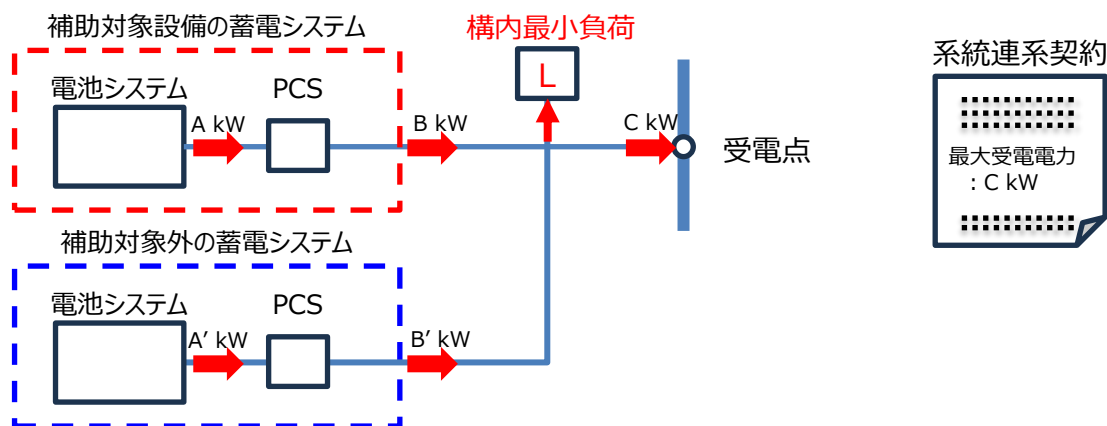 補助対象設備の蓄電システム
電池システム
PCS
A kW
B kW
構内最小負荷
L
C kW
受電点
系統連系契約
最大受電電力
：C kW
補助対象外の蓄電システム
電池システム
PCS
A’ kW
B’ kW